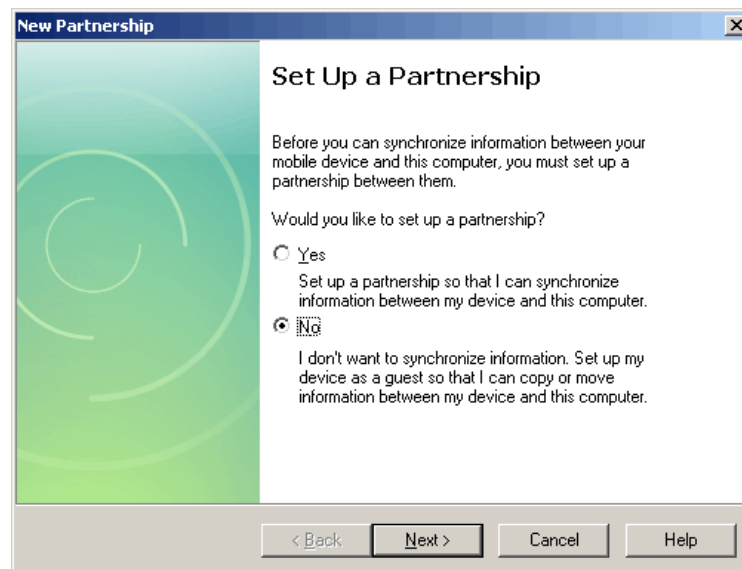 New Partnership
Set Up a Partnership
Before you can synchronize information between your
mobile device and this computer, you must set up a
partnership between them.
Would you like to set up a partnership?
Yes
Set up a partnership so that I can synchronize
information between my device and this computer.
No
I don't want to synchronize information. Set up my
device as a guest so that I can copy or move
information between my device and this computer.
< Back
Next >
Cancel
Help